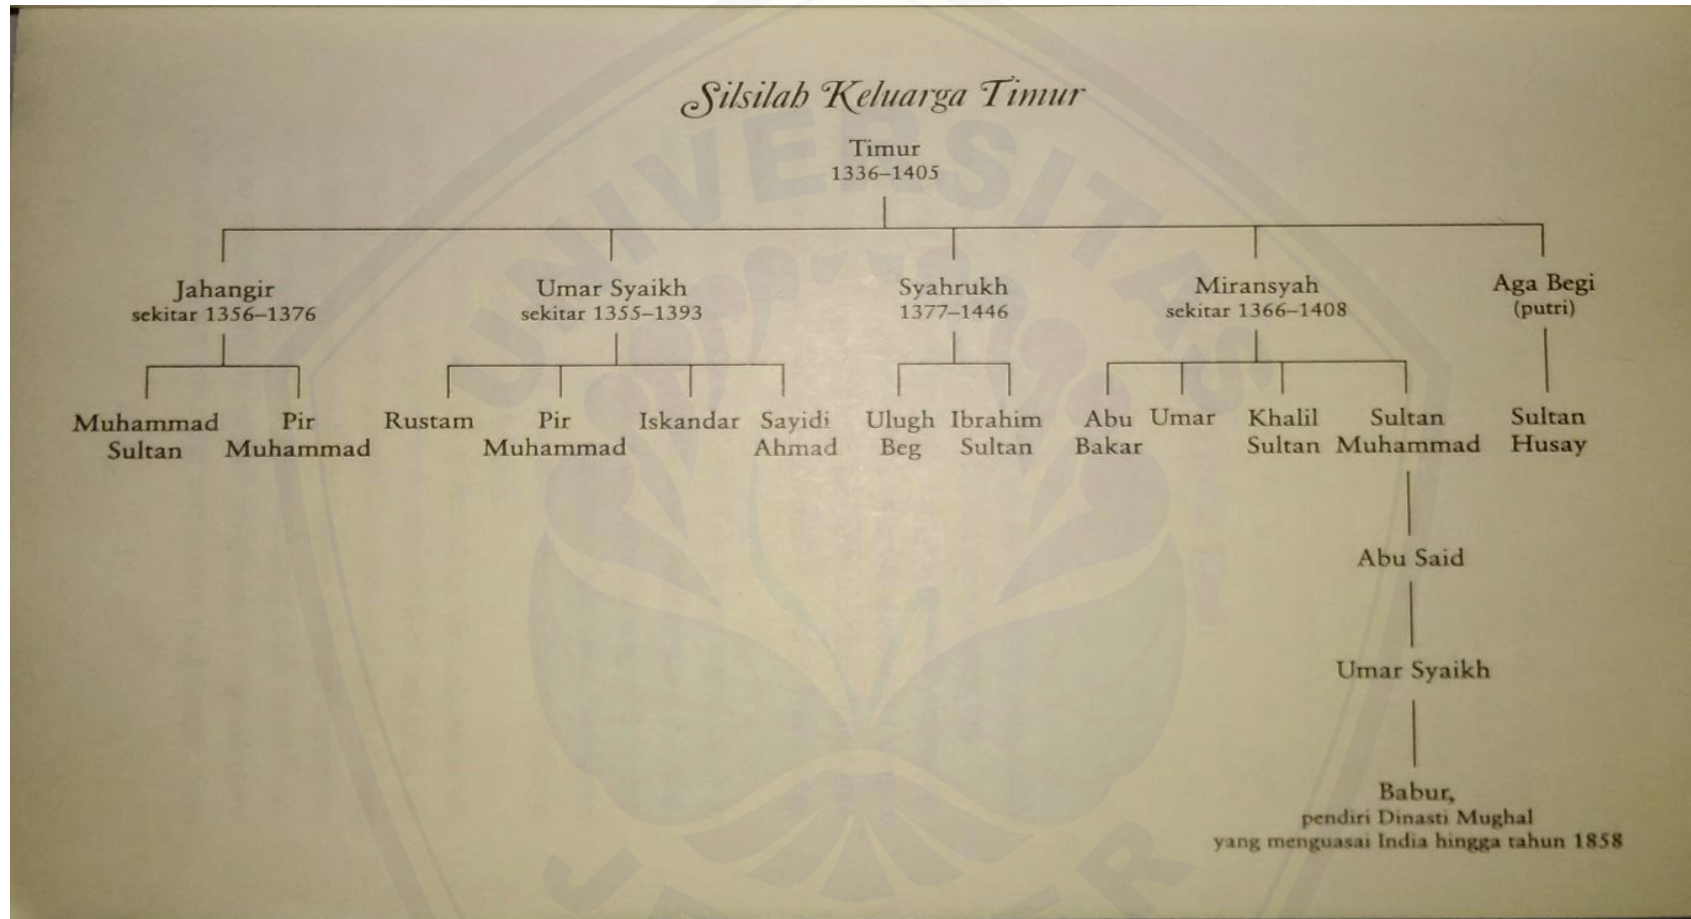 Silsilah Keluarga Timur
Timur
1336–1405
Jahangir
sekitar 1356–1376
Umar Syaikh
sekitar 1355–1393
Syahrukh
1377–1446
Miransyah
sekitar 1366–1408
Aga Begi
(putri)
Muhammad
Sultan
Pir
Muhammad
Rustam
Pir
Muhammad
Iskandar
Sayidi
Ahmad
Ulugh
Beg
Ibrahim
Sultan
Abu
Bakar
Umar
Khalil
Sultan
Sultan
Muhammad
Sultan
Husay
Abu Said
Umar Syaikh
Babur,
pendiri Dinasti Mughal
yang menguasai India hingga tahun 1858
UNIVERSITAS